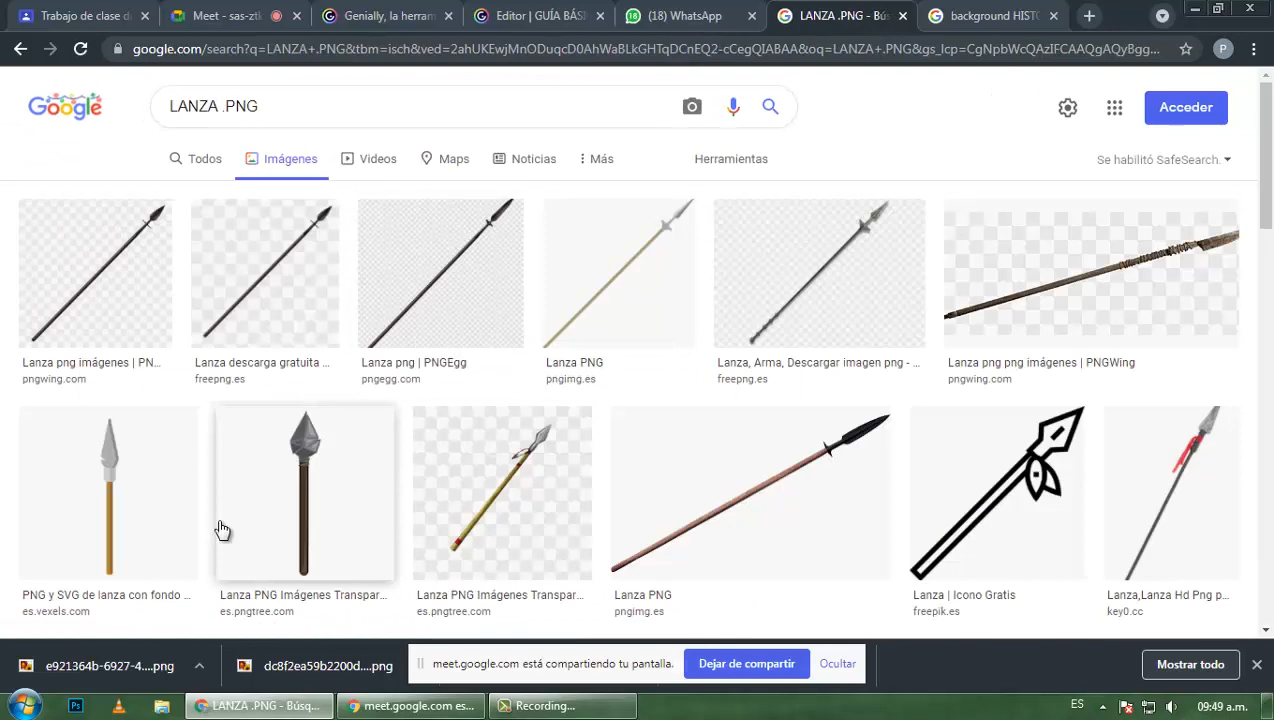 Trabajo de clase d
Meet - sas-ztk
Genially, la herram
Editor | GUÍA BÁSI
(18) WhatsApp
LANZA .PNG - Bús
background HISTO
google.com/search?q=LANZA+.PNG&tbm=isch&ved=2ahUKEwjMnODuqcD0AhWaBLkGHTqDCnEQ2-cCegQIABAA&oq=LANZA+.PNG&gs_lcp=CgNpbWcQAzIFCAAQgAQyBgg...
P
Google
LANZA .PNG
Acceder
Todos
Imágenes
Videos
Maps
Noticias
Más
Herramientas
Se habilitó SafeSearch.
Lanza png imágenes | PN...
pngwing.com
Lanza descarga gratuita ...
freepng.es
Lanza png | PNGEgg
pngegg.com
Lanza PNG
pngimg.es
Lanza, Arma, Descargar imagen png - ...
freepng.es
Lanza png png imágenes | PNGWing
pngwing.com
PNG y SVG de lanza con fondo ...
es.vexels.com
Lanza PNG Imágenes Transpar...
es.pngtree.com
Lanza PNG Imágenes Transpar...
es.pngtree.com
Lanza PNG
pngimg.es
Lanza | Icono Gratis
freepik.es
Lanza,Lanza Hd Png p...
key0.cc
e921364b-6927-4....png
dc8f2ea59b2200d....png
meet.google.com está compartiendo tu pantalla.
Dejar de compartir
Ocultar
Mostrar todo
Ps
LANZA .PNG - Búsq...
meet.google.com es...
Recording...
ES
09:49 a.m.